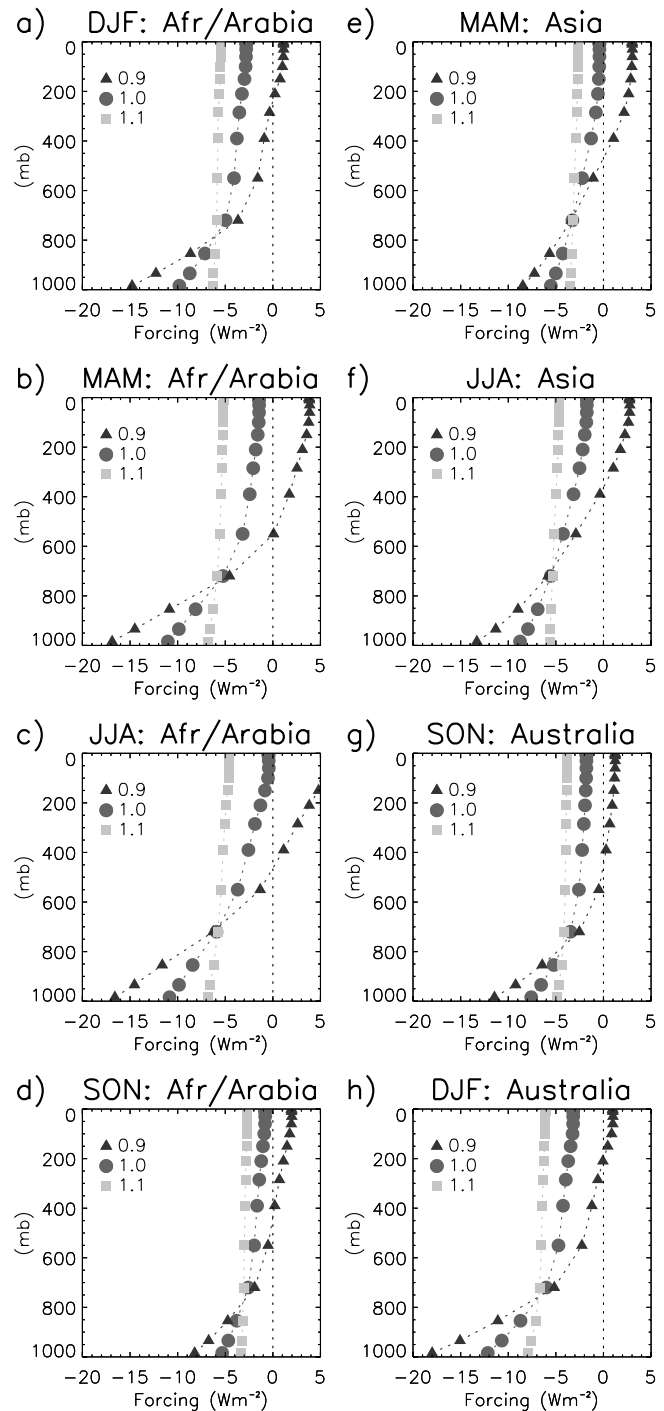 a) DJF: Afr/Arabia
0
200
400
600
800
1000
(mb)
0.9
1.0
1.1
-20 -15 -10 -5 0 5
Forcing (Wm⁻²)
e) MAM: Asia
0
200
400
600
800
1000
(mb)
0.9
1.0
1.1
-20 -15 -10 -5 0 5
Forcing (Wm⁻²)
b) MAM: Afr/Arabia
0
200
400
600
800
1000
(mb)
0.9
1.0
1.1
-20 -15 -10 -5 0 5
Forcing (Wm⁻²)
f) JJA: Asia
0
200
400
600
800
1000
(mb)
0.9
1.0
1.1
-20 -15 -10 -5 0 5
Forcing (Wm⁻²)
c) JJA: Afr/Arabia
0
200
400
600
800
1000
(mb)
0.9
1.0
1.1
-20 -15 -10 -5 0 5
Forcing (Wm⁻²)
g) SON: Australia
0
200
400
600
800
1000
(mb)
0.9
1.0
1.1
-20 -15 -10 -5 0 5
Forcing (Wm⁻²)
d) SON: Afr/Arabia
0
200
400
600
800
1000
(mb)
0.9
1.0
1.1
-20 -15 -10 -5 0 5
Forcing (Wm⁻²)
h) DJF: Australia
0
200
400
600
800
1000
(mb)
0.9
1.0
1.1
-20 -15 -10 -5 0 5
Forcing (Wm⁻²)